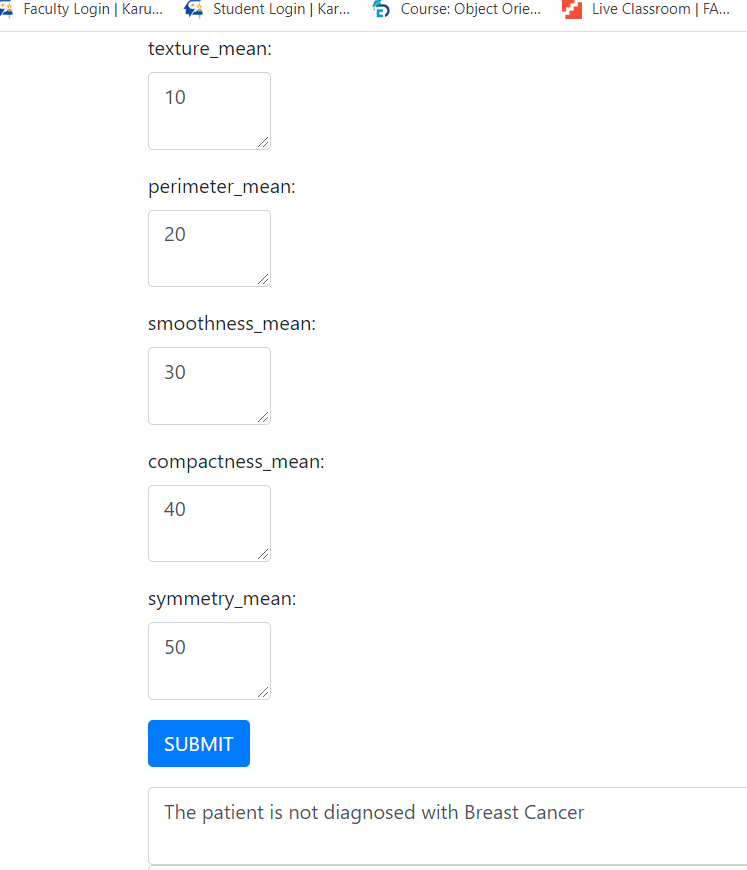 Faculty Login | Karu... Student Login | Kar... Course: Object Orie... Live Classroom | FA...
texture_mean:
10
perimeter_mean:
20
smoothness_mean:
30
compactness_mean:
40
symmetry_mean:
50
SUBMIT
The patient is not diagnosed with Breast Cancer